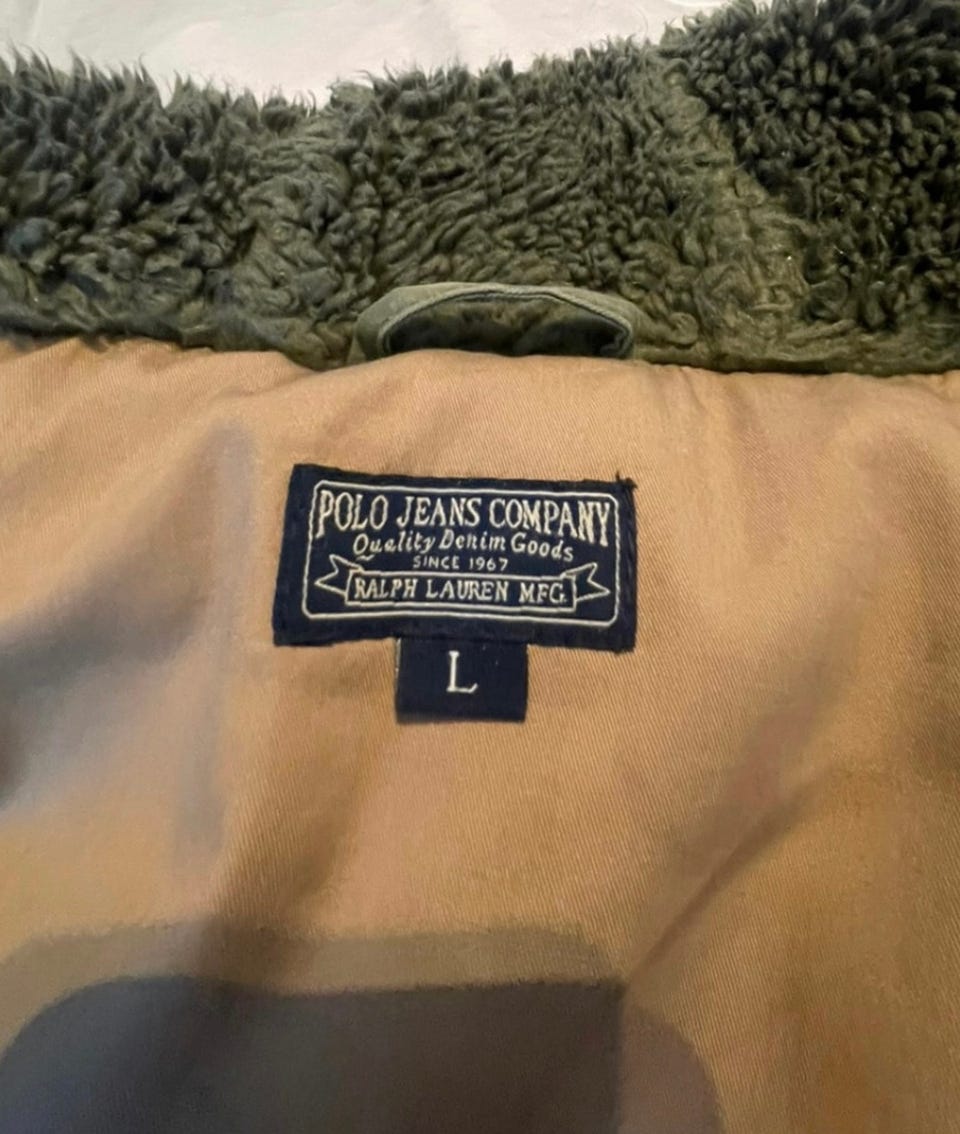 POLO JEANS COMPANY
Quality Denim Goods
SINCE 1967
RALPH LAUREN MFG.
L